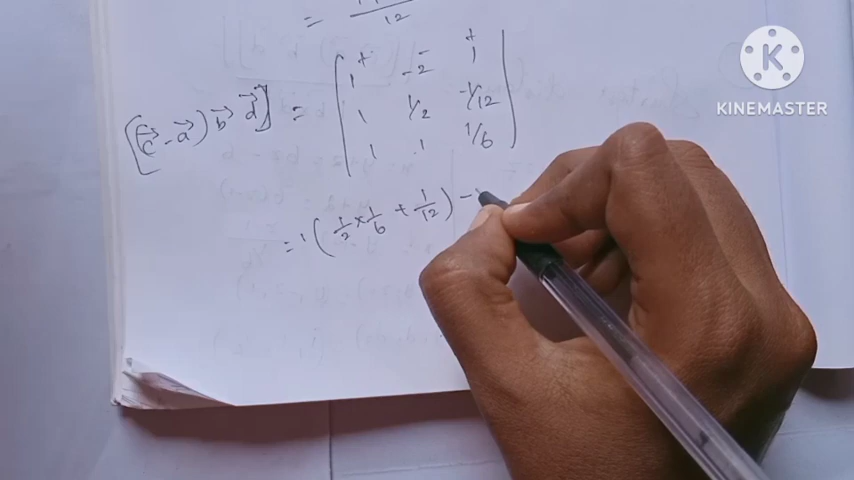 = /12
[(c⃗ - a⃗) b⃗ d⃗] = | 1 -2 1 |
| 1 1/2 -1/12 |
| 1 1 1/6 |
= 1 ( 1/2 × 1/6 + 1/12 ) -
K
KINEMASTER